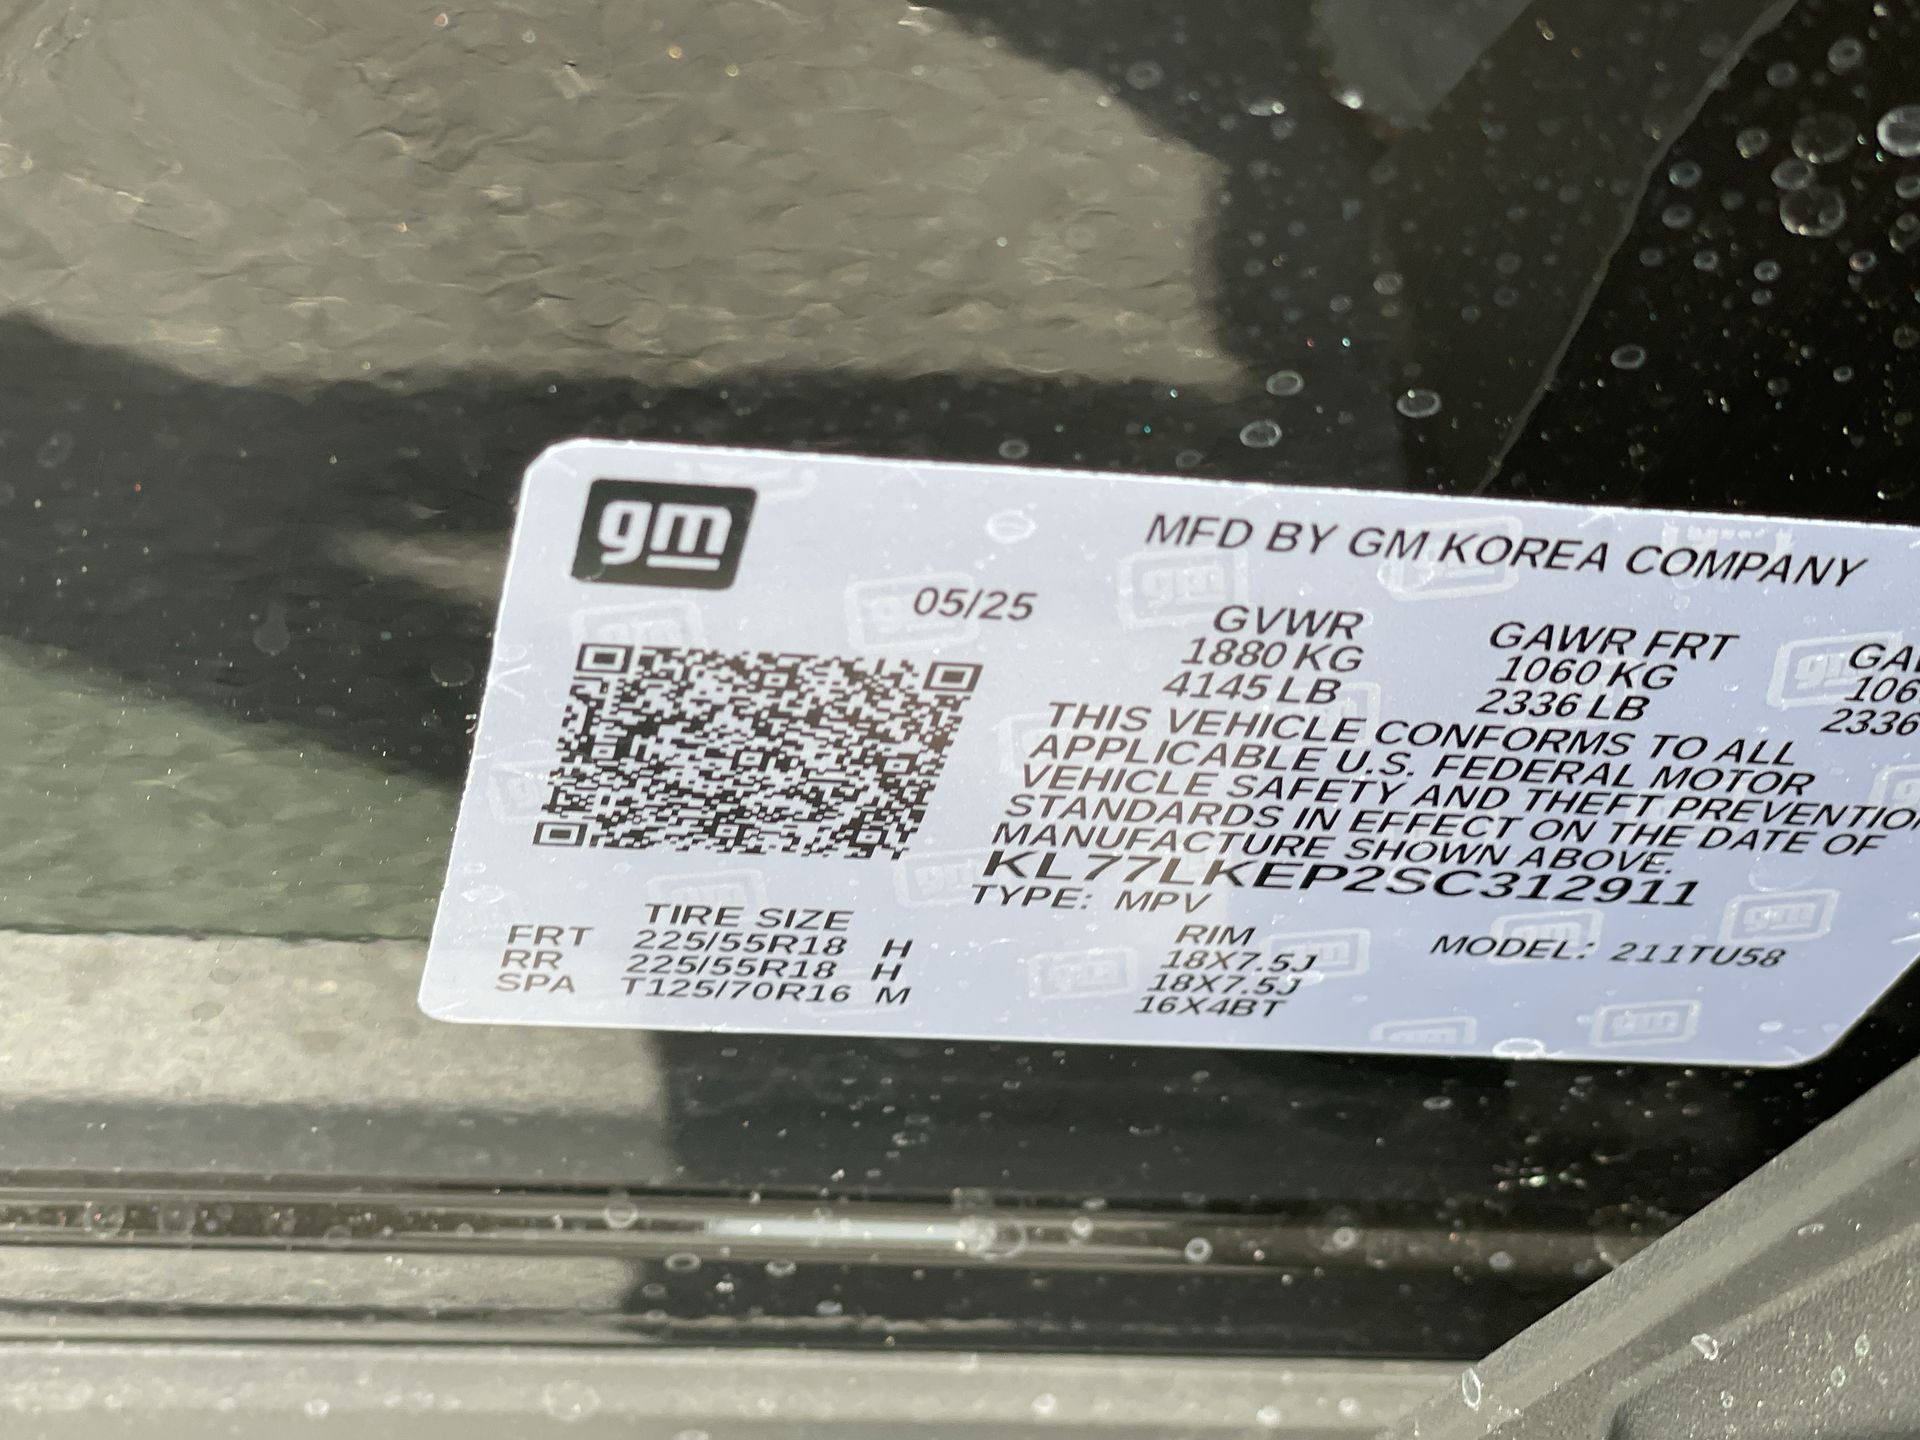 gm
MFD BY GM KOREA COMPANY
05/25
GVWR GAWR FRT
1880 KG 1060 KG
4145 LB 2336 LB 2336
THIS VEHICLE CONFORMS TO ALL
APPLICABLE U.S. FEDERAL MOTOR
VEHICLE SAFETY AND THEFT PREVENTION
STANDARDS IN EFFECT ON THE DATE OF
MANUFACTURE SHOWN ABOVE.
KL77LKEP2SC312911
TYPE: MPV
TIRE SIZE RIM MODEL: 211TU58
FRT 225/55R18 H 18X7.5J
RR 225/55R18 H 18X7.5J
SPA T125/70R16 M 16X4BT